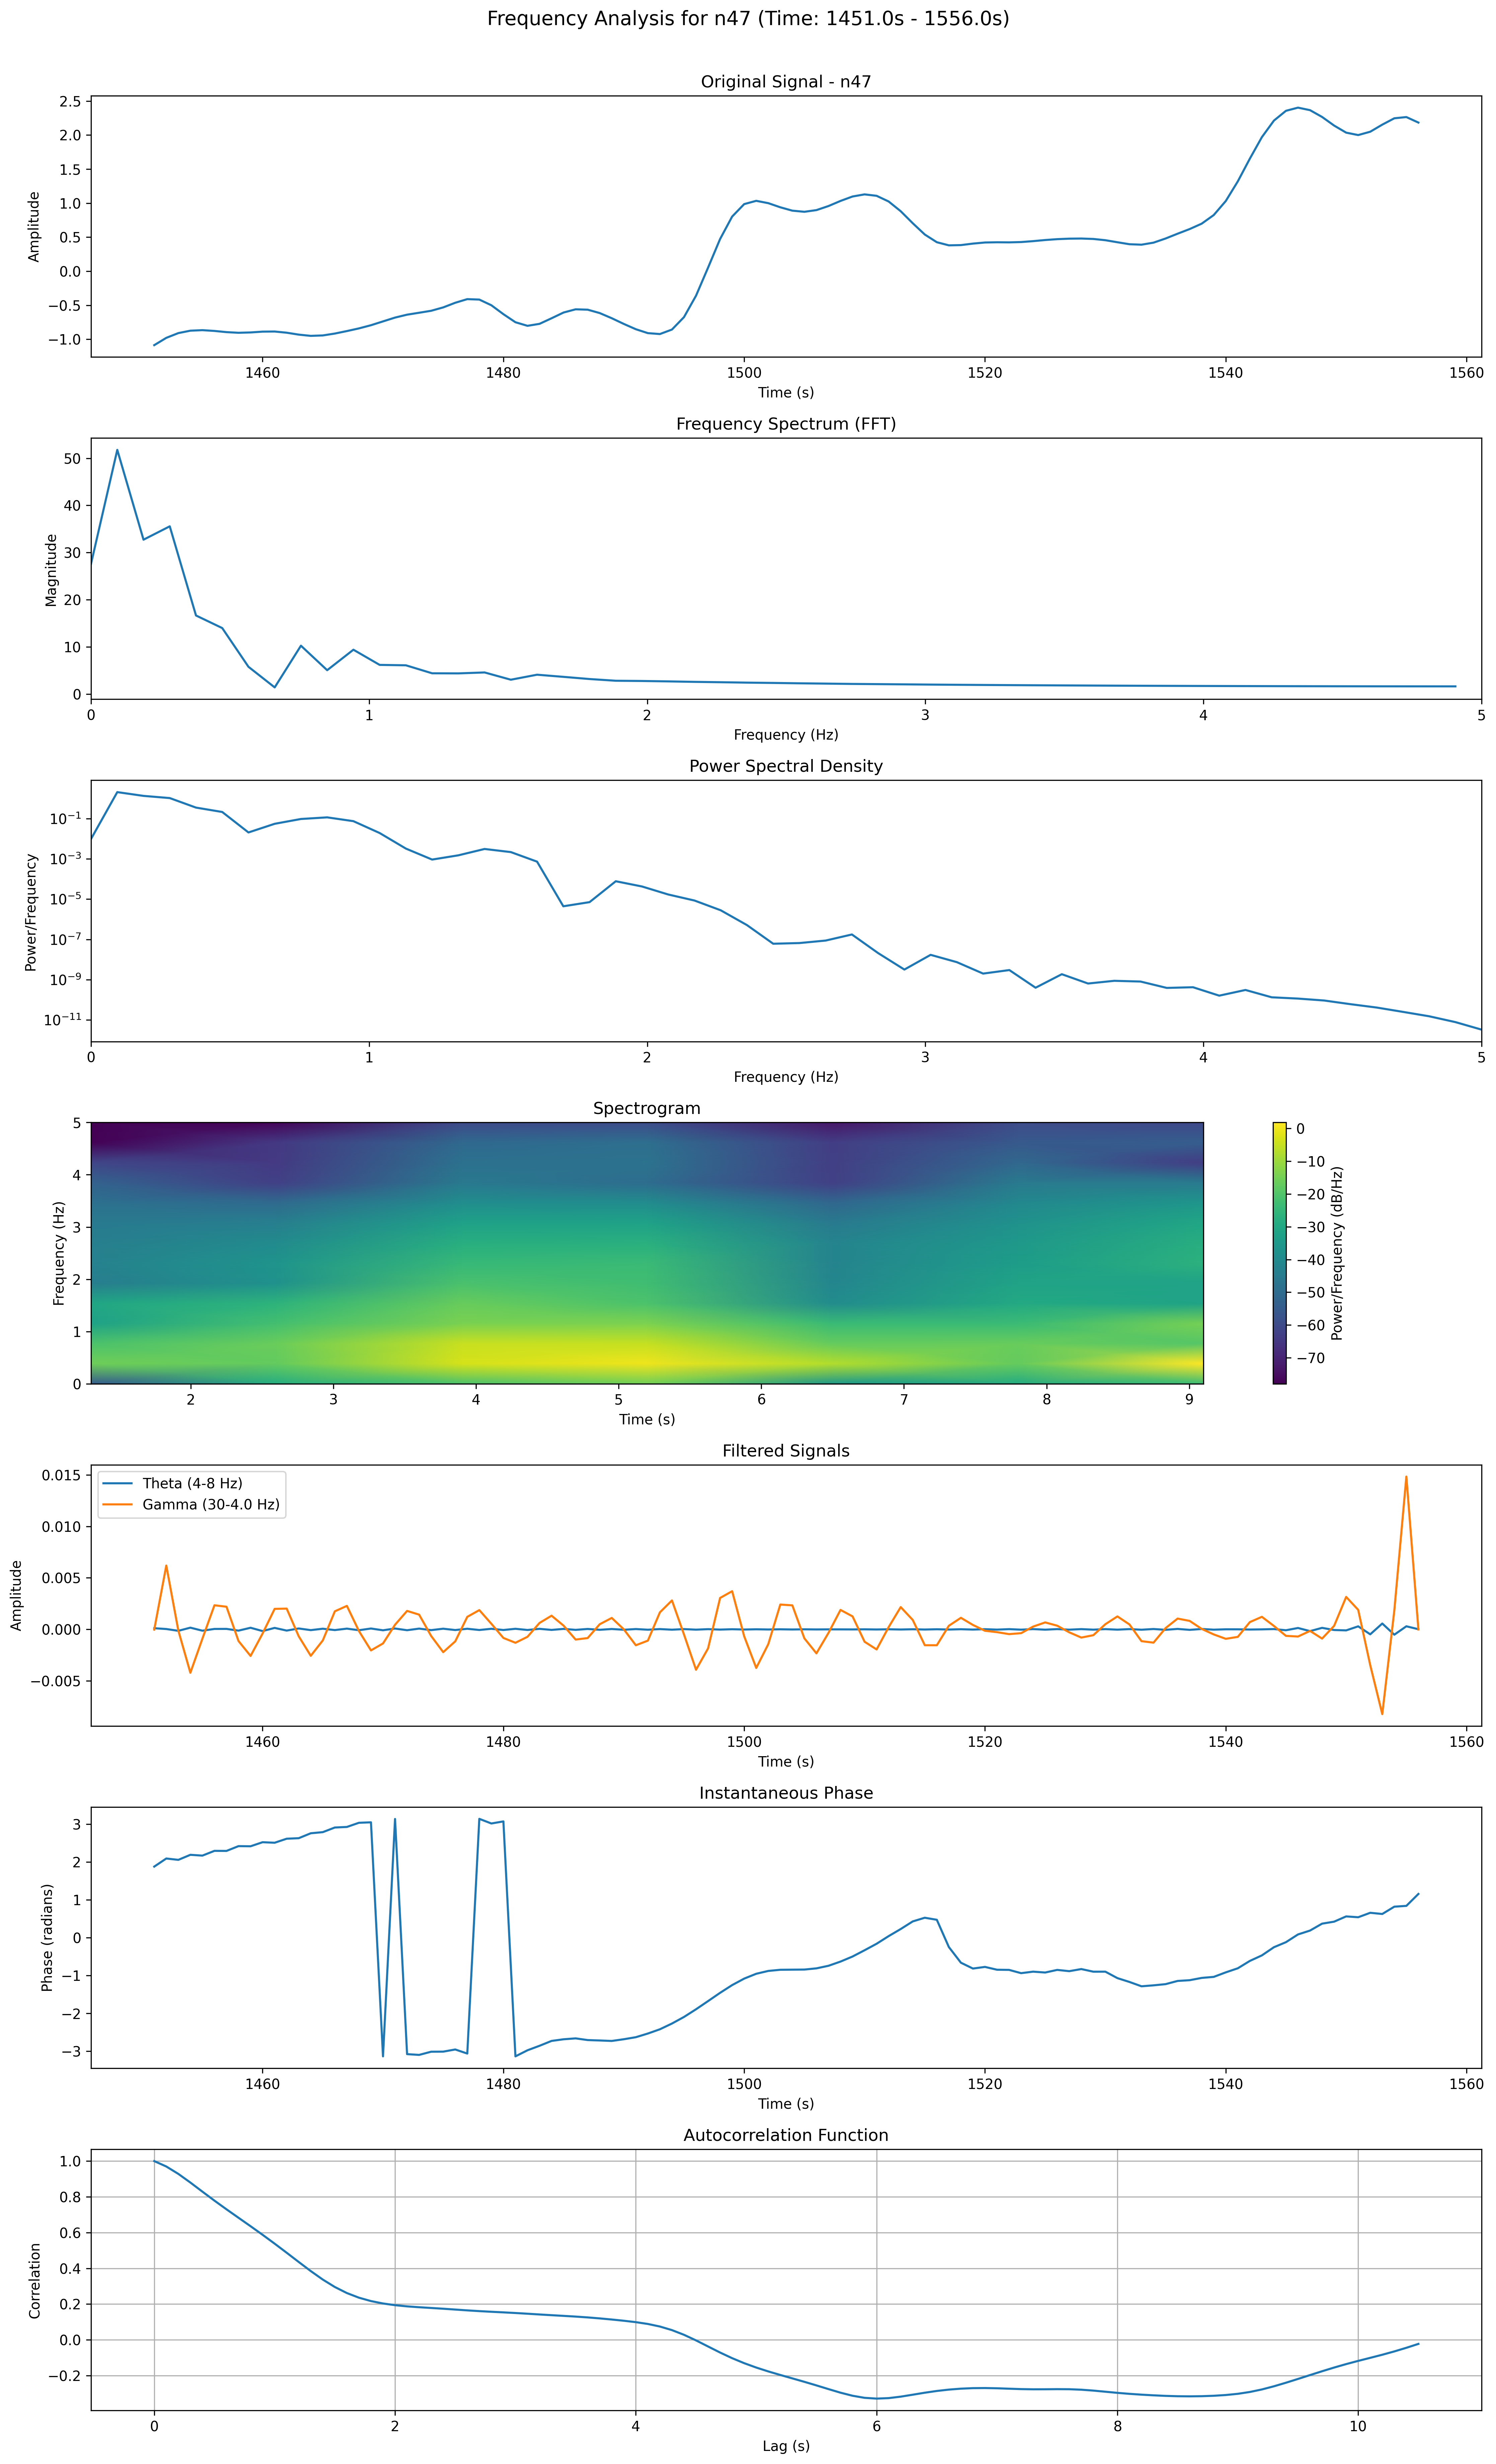 Frequency Analysis for n47 (Time: 1451.0s - 1556.0s)
Original Signal - n47
2.5
2.0
1.5
1.0
0.5
0.0
−0.5
−1.0
Amplitude
1460 1480 1500 1520 1540 1560
Time (s)
Frequency Spectrum (FFT)
50
40
30
20
10
0
Magnitude
0 1 2 3 4 5
Frequency (Hz)
Power Spectral Density
10⁻¹
10⁻³
10⁻⁵
10⁻⁷
10⁻⁹
10⁻¹¹
Power/Frequency
0 1 2 3 4 5
Frequency (Hz)
Spectrogram
5
4
3
2
1
0
Frequency (Hz)
2 3 4 5 6 7 8 9
Time (s)
0
−10
−20
−30
−40
−50
−60
−70
Power/Frequency (dB/Hz)
Filtered Signals
Theta (4-8 Hz)
Gamma (30-4.0 Hz)
0.015
0.010
0.005
0.000
−0.005
Amplitude
1460 1480 1500 1520 1540 1560
Time (s)
Instantaneous Phase
3
2
1
0
−1
−2
−3
Phase (radians)
1460 1480 1500 1520 1540 1560
Time (s)
Autocorrelation Function
1.0
0.8
0.6
0.4
0.2
0.0
−0.2
Correlation
0 2 4 6 8 10
Lag (s)